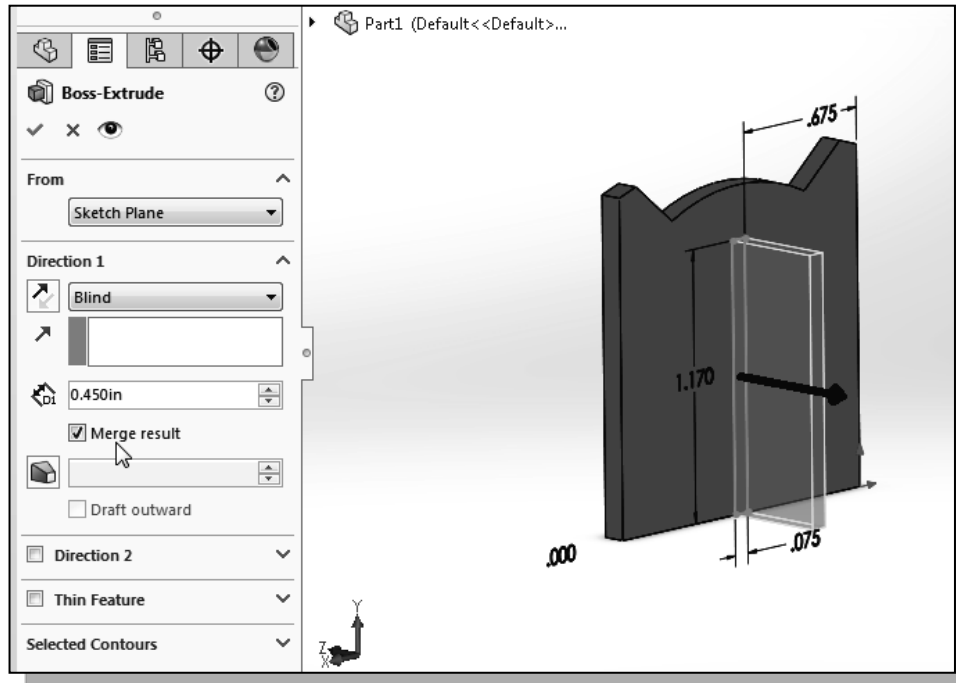 Part1 (Default<<Default>...
Boss-Extrude
?
From
Sketch Plane
Direction 1
Blind
D1
0.450in
Merge result
Draft outward
Direction 2
Thin Feature
Selected Contours
.675
1.170
.000
.075
Y
Z
X